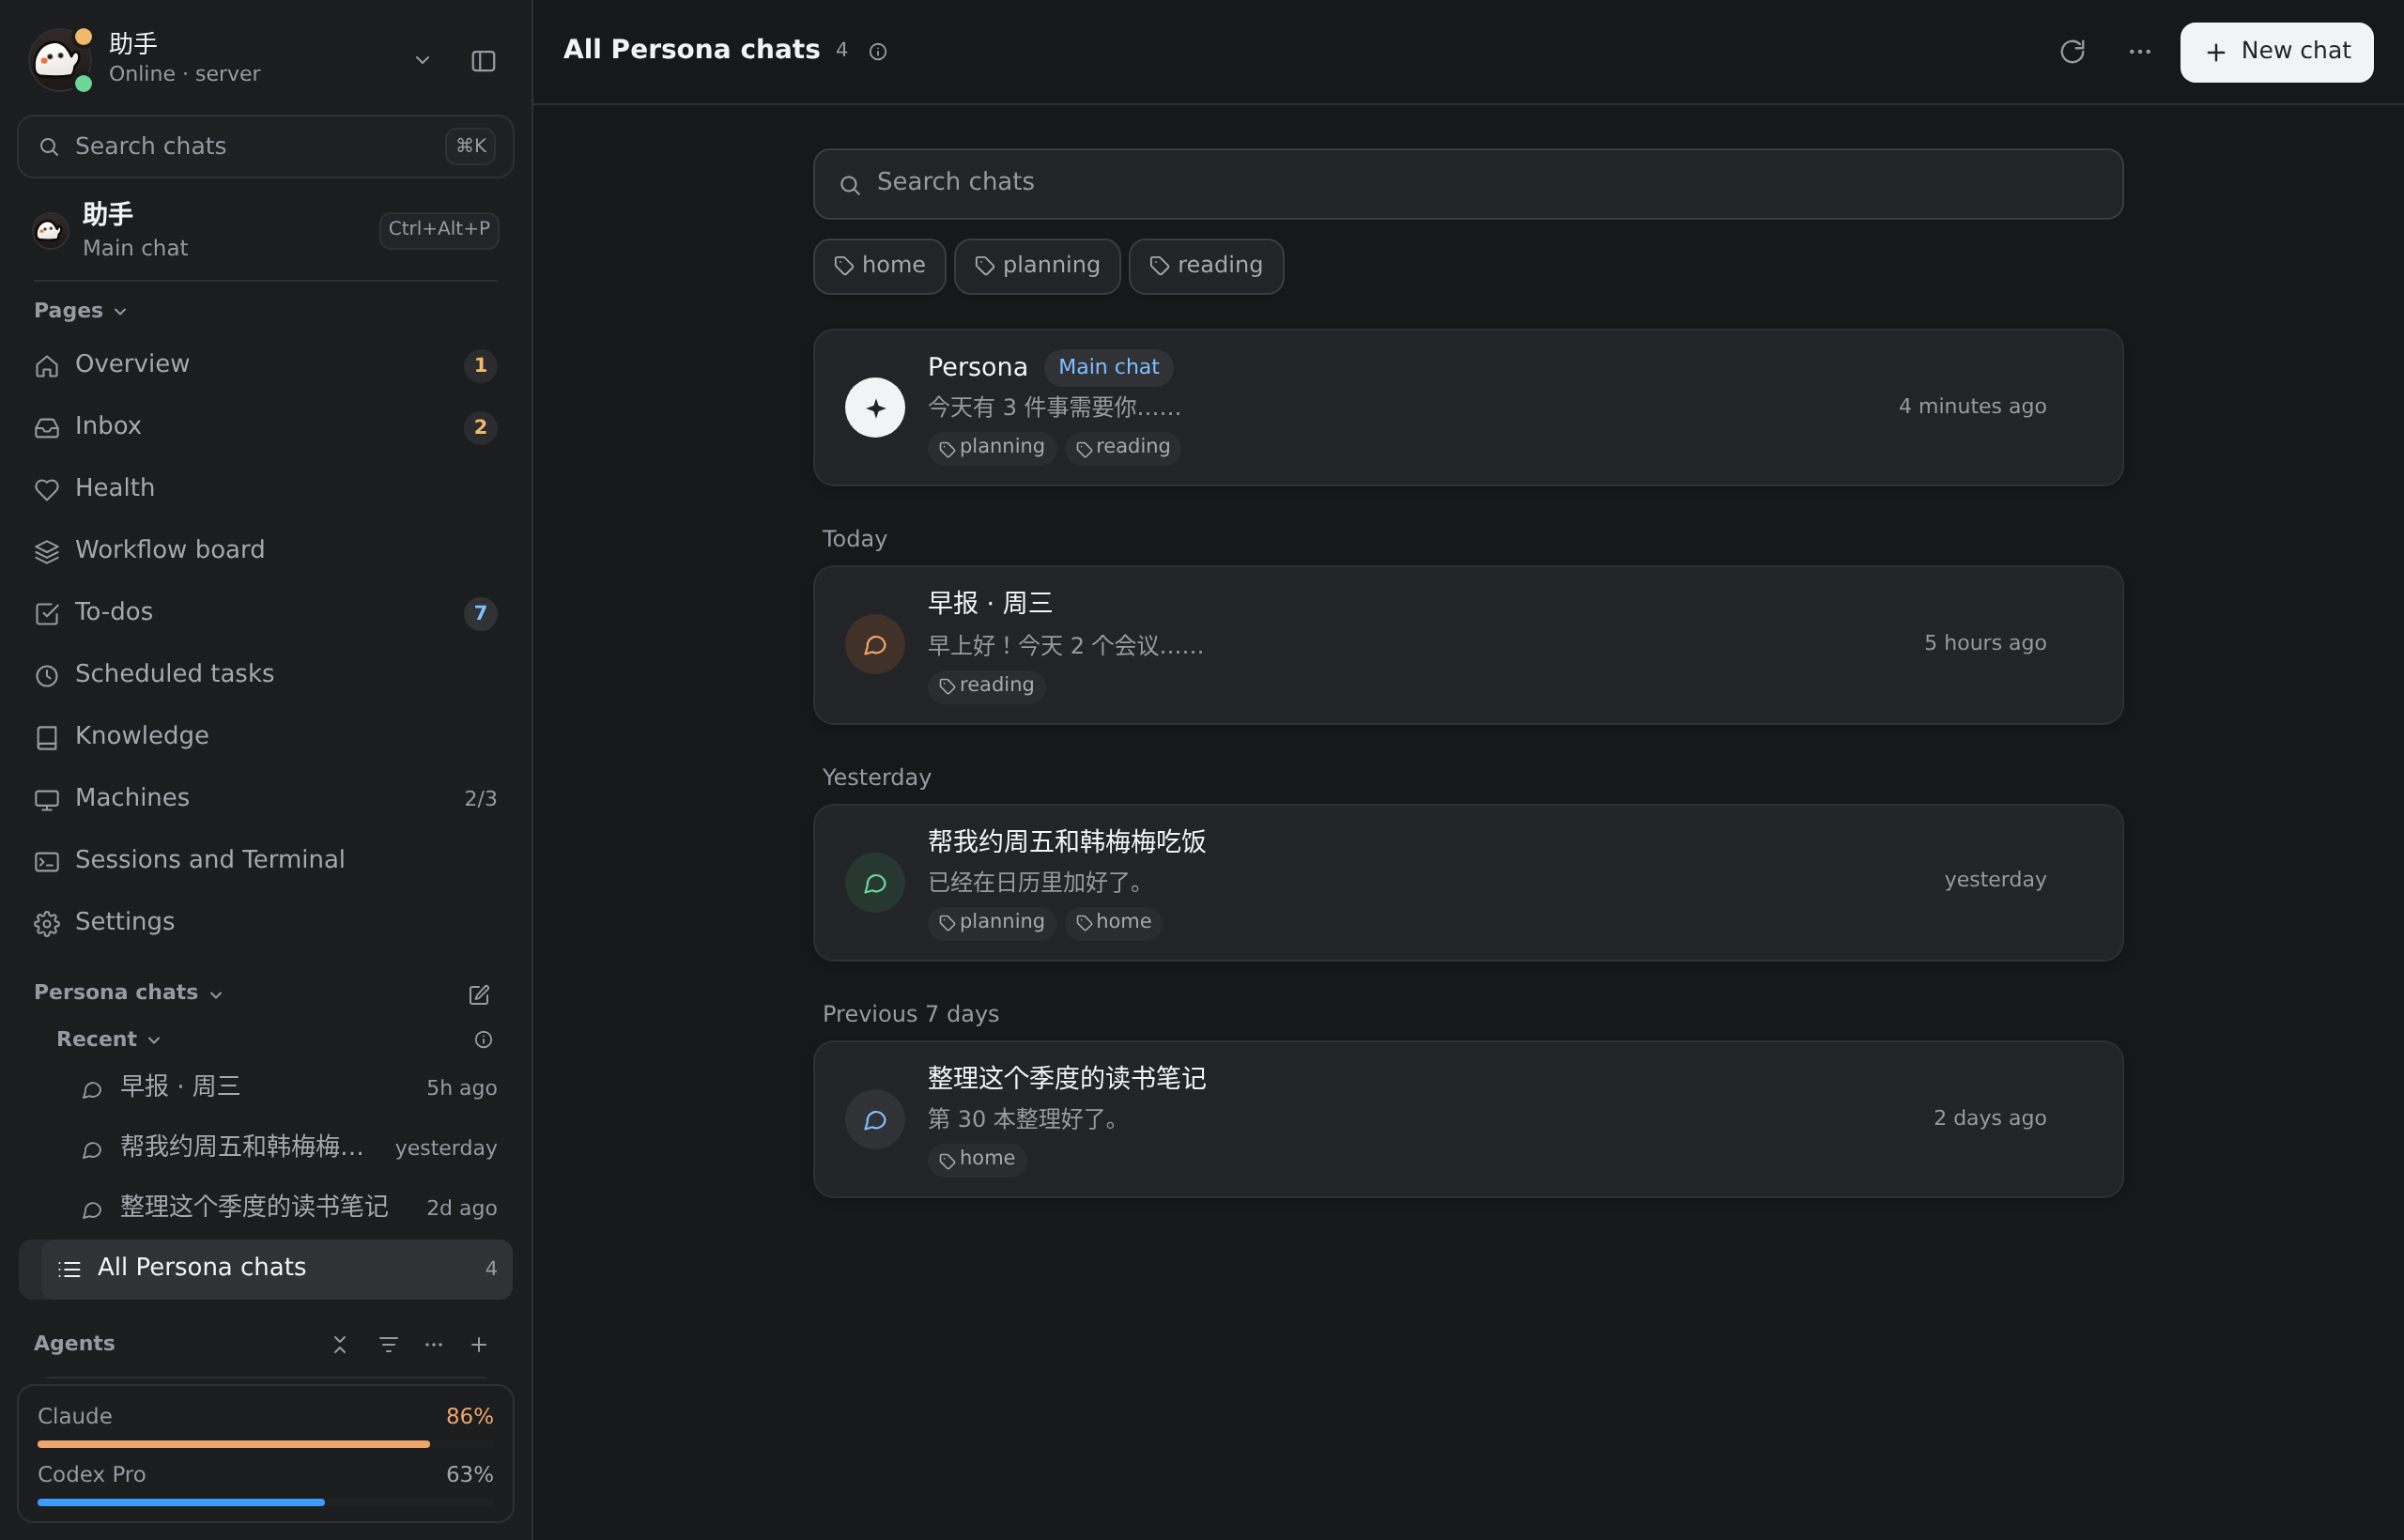 助手
Online · server
Search chats ⌘K
助手
Main chat
Ctrl+Alt+P
Pages
Overview 1
Inbox 2
Health
Workflow board
To-dos 7
Scheduled tasks
Knowledge
Machines 2/3
Sessions and Terminal
Settings
Persona chats
Recent
早报 · 周三 5h ago
帮我约周五和韩梅梅… yesterday
整理这个季度的读书笔记 2d ago
All Persona chats 4
Agents
Claude 86%
Codex Pro 63%
All Persona chats 4
New chat
Search chats
home planning reading
Persona Main chat
今天有 3 件事需要你……
4 minutes ago
planning reading
Today
早报 · 周三
早上好！今天 2 个会议……
5 hours ago
reading
Yesterday
帮我约周五和韩梅梅吃饭
已经在日历里加好了。
yesterday
planning home
Previous 7 days
整理这个季度的读书笔记
第 30 本整理好了。
2 days ago
home